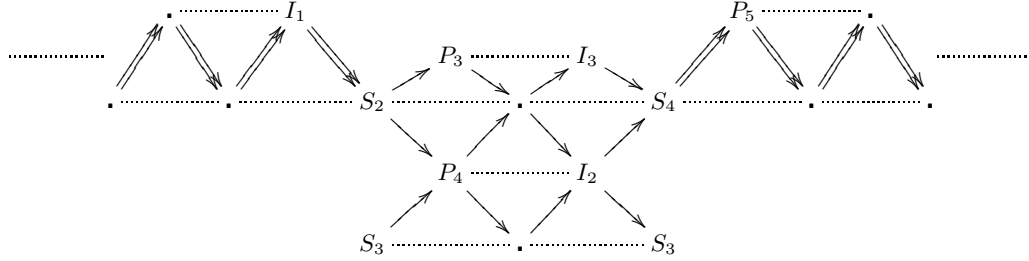 I₁ P₅
P₃ I₃
S₂ S₄
P₄ I₂
S₃ S₃